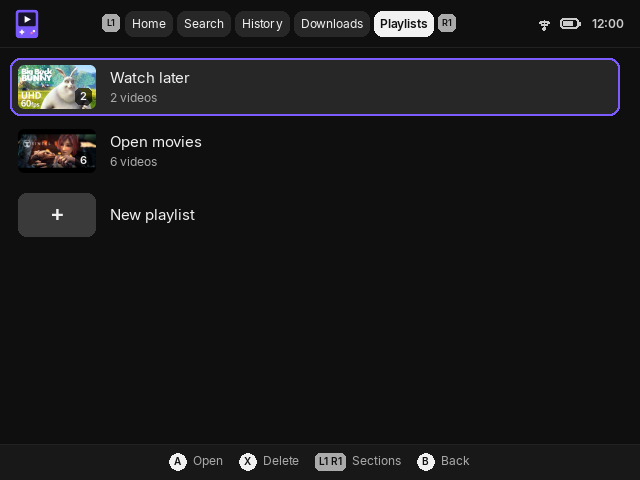 L1 Home Search History Downloads Playlists R1 12:00
Big Buck
BUNNY
UHD
60fps
2
Watch later
2 videos
6
Open movies
6 videos
+ New playlist
A Open X Delete L1 R1 Sections B Back